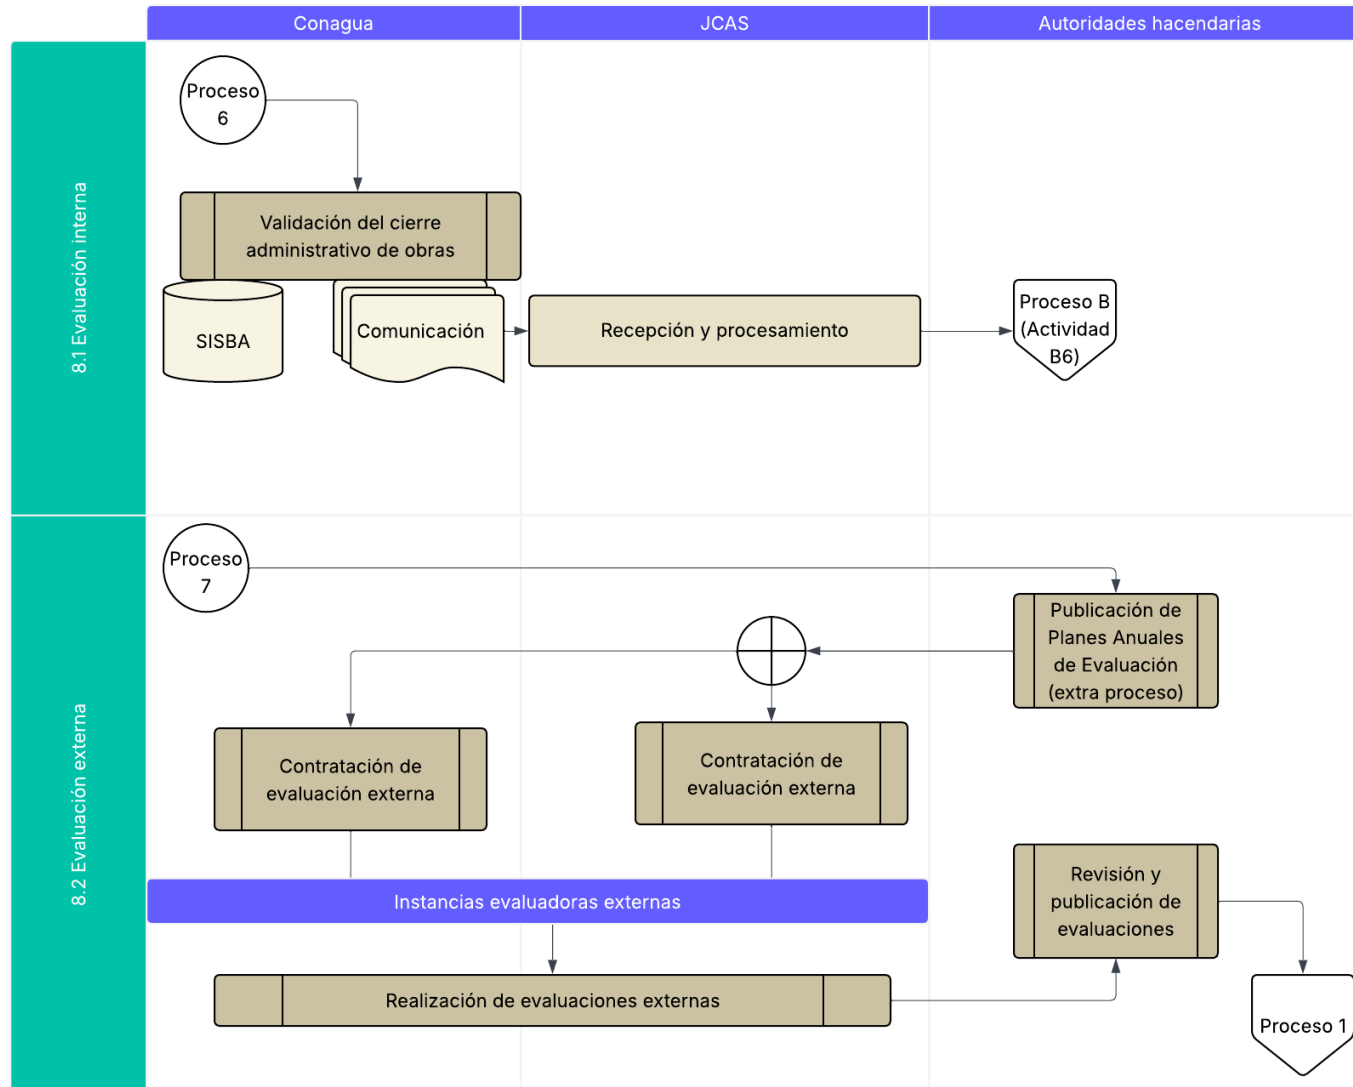 Conagua
JCAS
Autoridades hacendarias
8.1 Evaluación interna
Proceso
6
Validación del cierre
administrativo de obras
SISBA
Comunicación
Recepción y procesamiento
Proceso B
(Actividad
B6)
8.2 Evaluación externa
Proceso
7
Publicación de
Planes Anuales
de Evaluación
(extra proceso)
Contratación de
evaluación externa
Contratación de
evaluación externa
Instancias evaluadoras externas
Revisión y
publicación de
evaluaciones
Realización de evaluaciones externas
Proceso 1